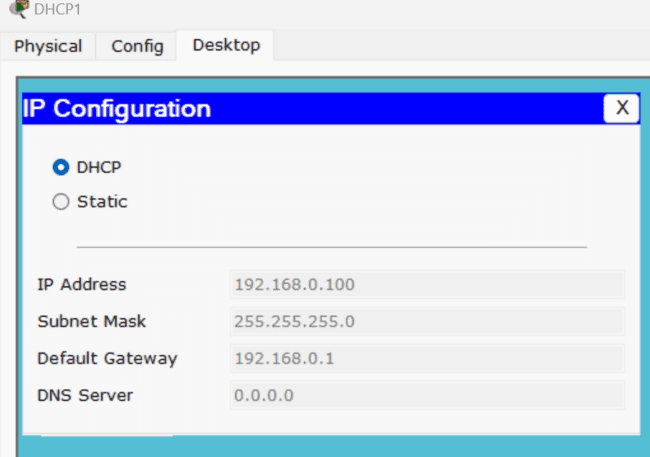 DHCP1
Physical Config Desktop
IP Configuration X
DHCP
Static
IP Address 192.168.0.100
Subnet Mask 255.255.255.0
Default Gateway 192.168.0.1
DNS Server 0.0.0.0